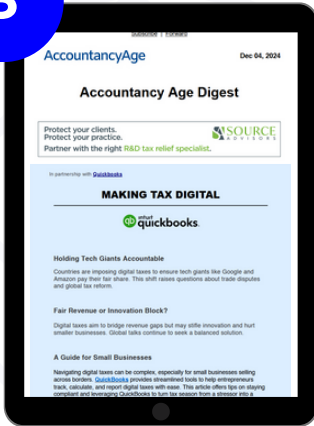 S
Subscribe | Forward
AccountancyAge
Dec 04, 2024
Accountancy Age Digest
Protect your clients.
Protect your practice.
Partner with the right R&D tax relief specialist.
SOURCE
ADVISORS
In partnership with Quickbooks
MAKING TAX DIGITAL
intuit
quickbooks.
Holding Tech Giants Accountable
Countries are imposing digital taxes to ensure tech giants like Google and
Amazon pay their fair share. This shift raises questions about trade disputes
and global tax reform.
Fair Revenue or Innovation Block?
Digital taxes aim to bridge revenue gaps but may stifle innovation and hurt
smaller businesses. Global talks continue to seek a balanced solution.
A Guide for Small Businesses
Navigating digital taxes can be complex, especially for small businesses selling
across borders. QuickBooks provides streamlined tools to help entrepreneurs
track, calculate, and report digital taxes with ease. This article offers tips on staying
compliant and leveraging QuickBooks to turn tax season from a stressor into a